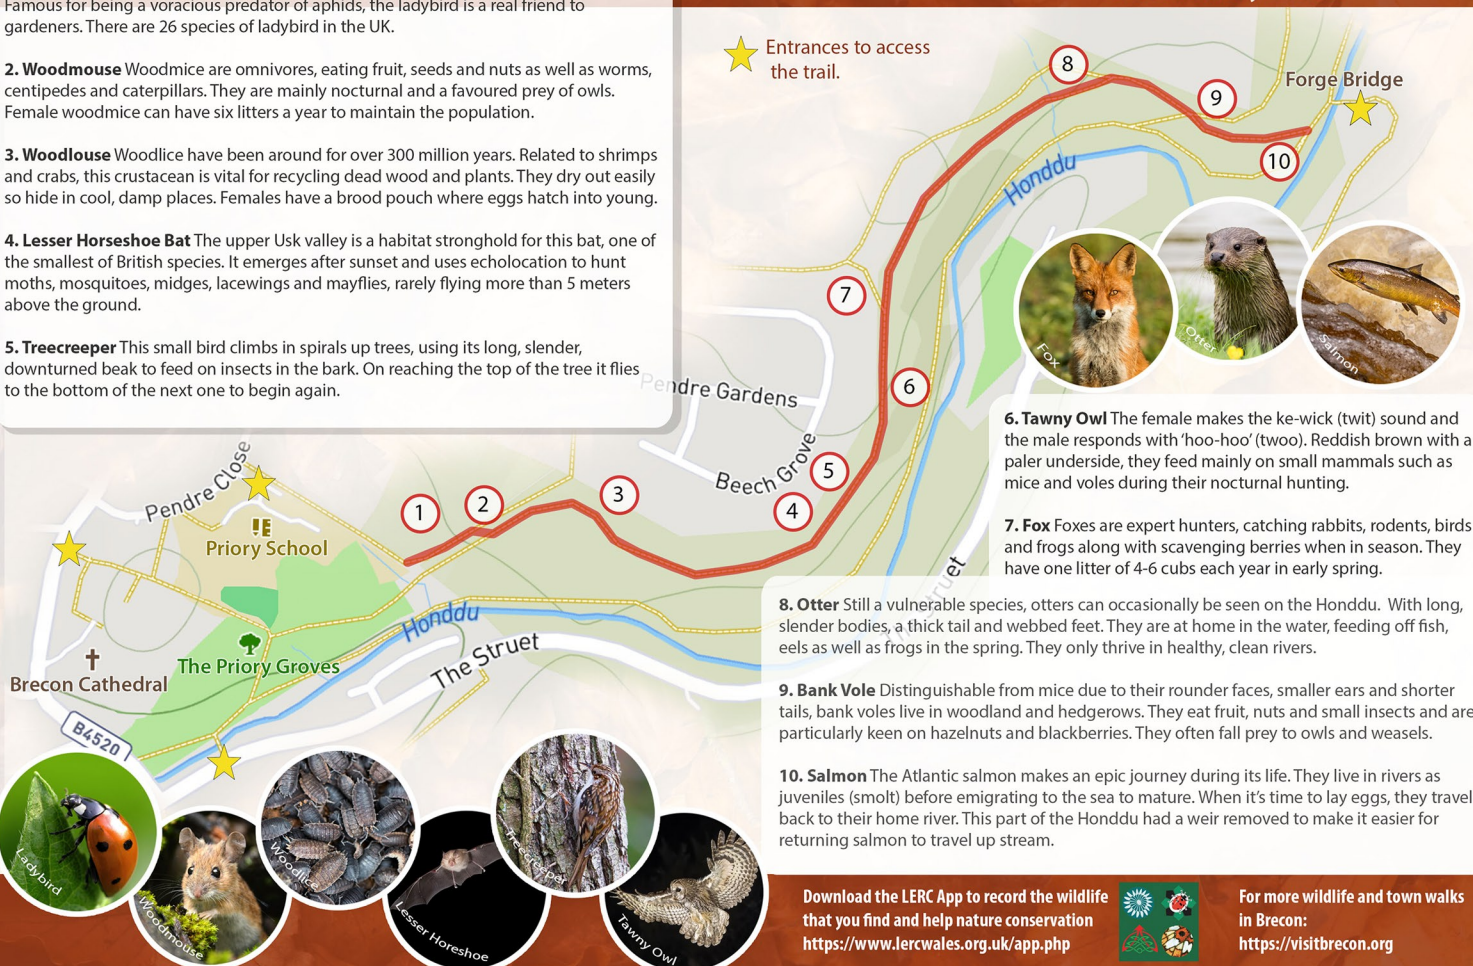 Famous for being a voracious predator of aphids, the ladybird is a real friend to
gardeners. There are 26 species of ladybird in the UK.
2. Woodmouse Woodmice are omnivores, eating fruit, seeds and nuts as well as worms,
centipedes and caterpillars. They are mainly nocturnal and a favoured prey of owls.
Female woodmice can have six litters a year to maintain the population.
3. Woodlouse Woodlice have been around for over 300 million years. Related to shrimps
and crabs, this crustacean is vital for recycling dead wood and plants. They dry out easily
so hide in cool, damp places. Females have a brood pouch where eggs hatch into young.
4. Lesser Horseshoe Bat The upper Usk valley is a habitat stronghold for this bat, one of
the smallest of British species. It emerges after sunset and uses echolocation to hunt
moths, mosquitoes, midges, lacewings and mayflies, rarely flying more than 5 meters
above the ground.
5. Treecreeper This small bird climbs in spirals up trees, using its long, slender,
downturned beak to feed on insects in the bark. On reaching the top of the tree it flies
to the bottom of the next one to begin again.
Entrances to access
the trail.
8
9
Forge Bridge
10
Honddu
7
6
Pendre Gardens
Beech Grove
5
4
3
2
1
Pendre Close
Priory School
Honddu
The Struet
The Struet
The Priory Groves
Brecon Cathedral
B4520
Fox
Otter
Salmon
6. Tawny Owl The female makes the ke-wick (twit) sound and
the male responds with ‘hoo-hoo’ (twoo). Reddish brown with a
paler underside, they feed mainly on small mammals such as
mice and voles during their nocturnal hunting.
7. Fox Foxes are expert hunters, catching rabbits, rodents, birds
and frogs along with scavenging berries when in season. They
have one litter of 4-6 cubs each year in early spring.
8. Otter Still a vulnerable species, otters can occasionally be seen on the Honddu. With long,
slender bodies, a thick tail and webbed feet. They are at home in the water, feeding off fish,
eels as well as frogs in the spring. They only thrive in healthy, clean rivers.
9. Bank Vole Distinguishable from mice due to their rounder faces, smaller ears and shorter
tails, bank voles live in woodland and hedgerows. They eat fruit, nuts and small insects and are
particularly keen on hazelnuts and blackberries. They often fall prey to owls and weasels.
10. Salmon The Atlantic salmon makes an epic journey during its life. They live in rivers as
juveniles (smolt) before emigrating to the sea to mature. When it’s time to lay eggs, they travel
back to their home river. This part of the Honddu had a weir removed to make it easier for
returning salmon to travel up stream.
Ladybird
Woodmouse
Woodlice
Lesser Horeshoe
Treecreeper
Tawny Owl
Download the LERC App to record the wildlife
that you find and help nature conservation
https://www.lercwales.org.uk/app.php
For more wildlife and town walks
in Brecon:
https://visitbrecon.org